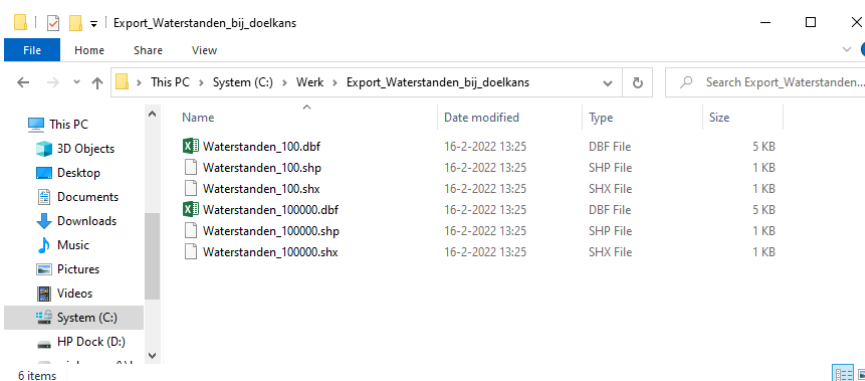 Export_Waterstanden_bij_doelkans
File Home Share View
This PC > System (C:) > Werk > Export_Waterstanden_bij_doelkans
Search Export_Waterstanden...
This PC
3D Objects
Desktop
Documents
Downloads
Music
Pictures
Videos
System (C:)
HP Dock (D:)
Name Date modified Type Size
Waterstanden_100.dbf 16-2-2022 13:25 DBF File 5 KB
Waterstanden_100.shp 16-2-2022 13:25 SHP File 1 KB
Waterstanden_100.shx 16-2-2022 13:25 SHX File 1 KB
Waterstanden_100000.dbf 16-2-2022 13:25 DBF File 5 KB
Waterstanden_100000.shp 16-2-2022 13:25 SHP File 1 KB
Waterstanden_100000.shx 16-2-2022 13:25 SHX File 1 KB
6 items